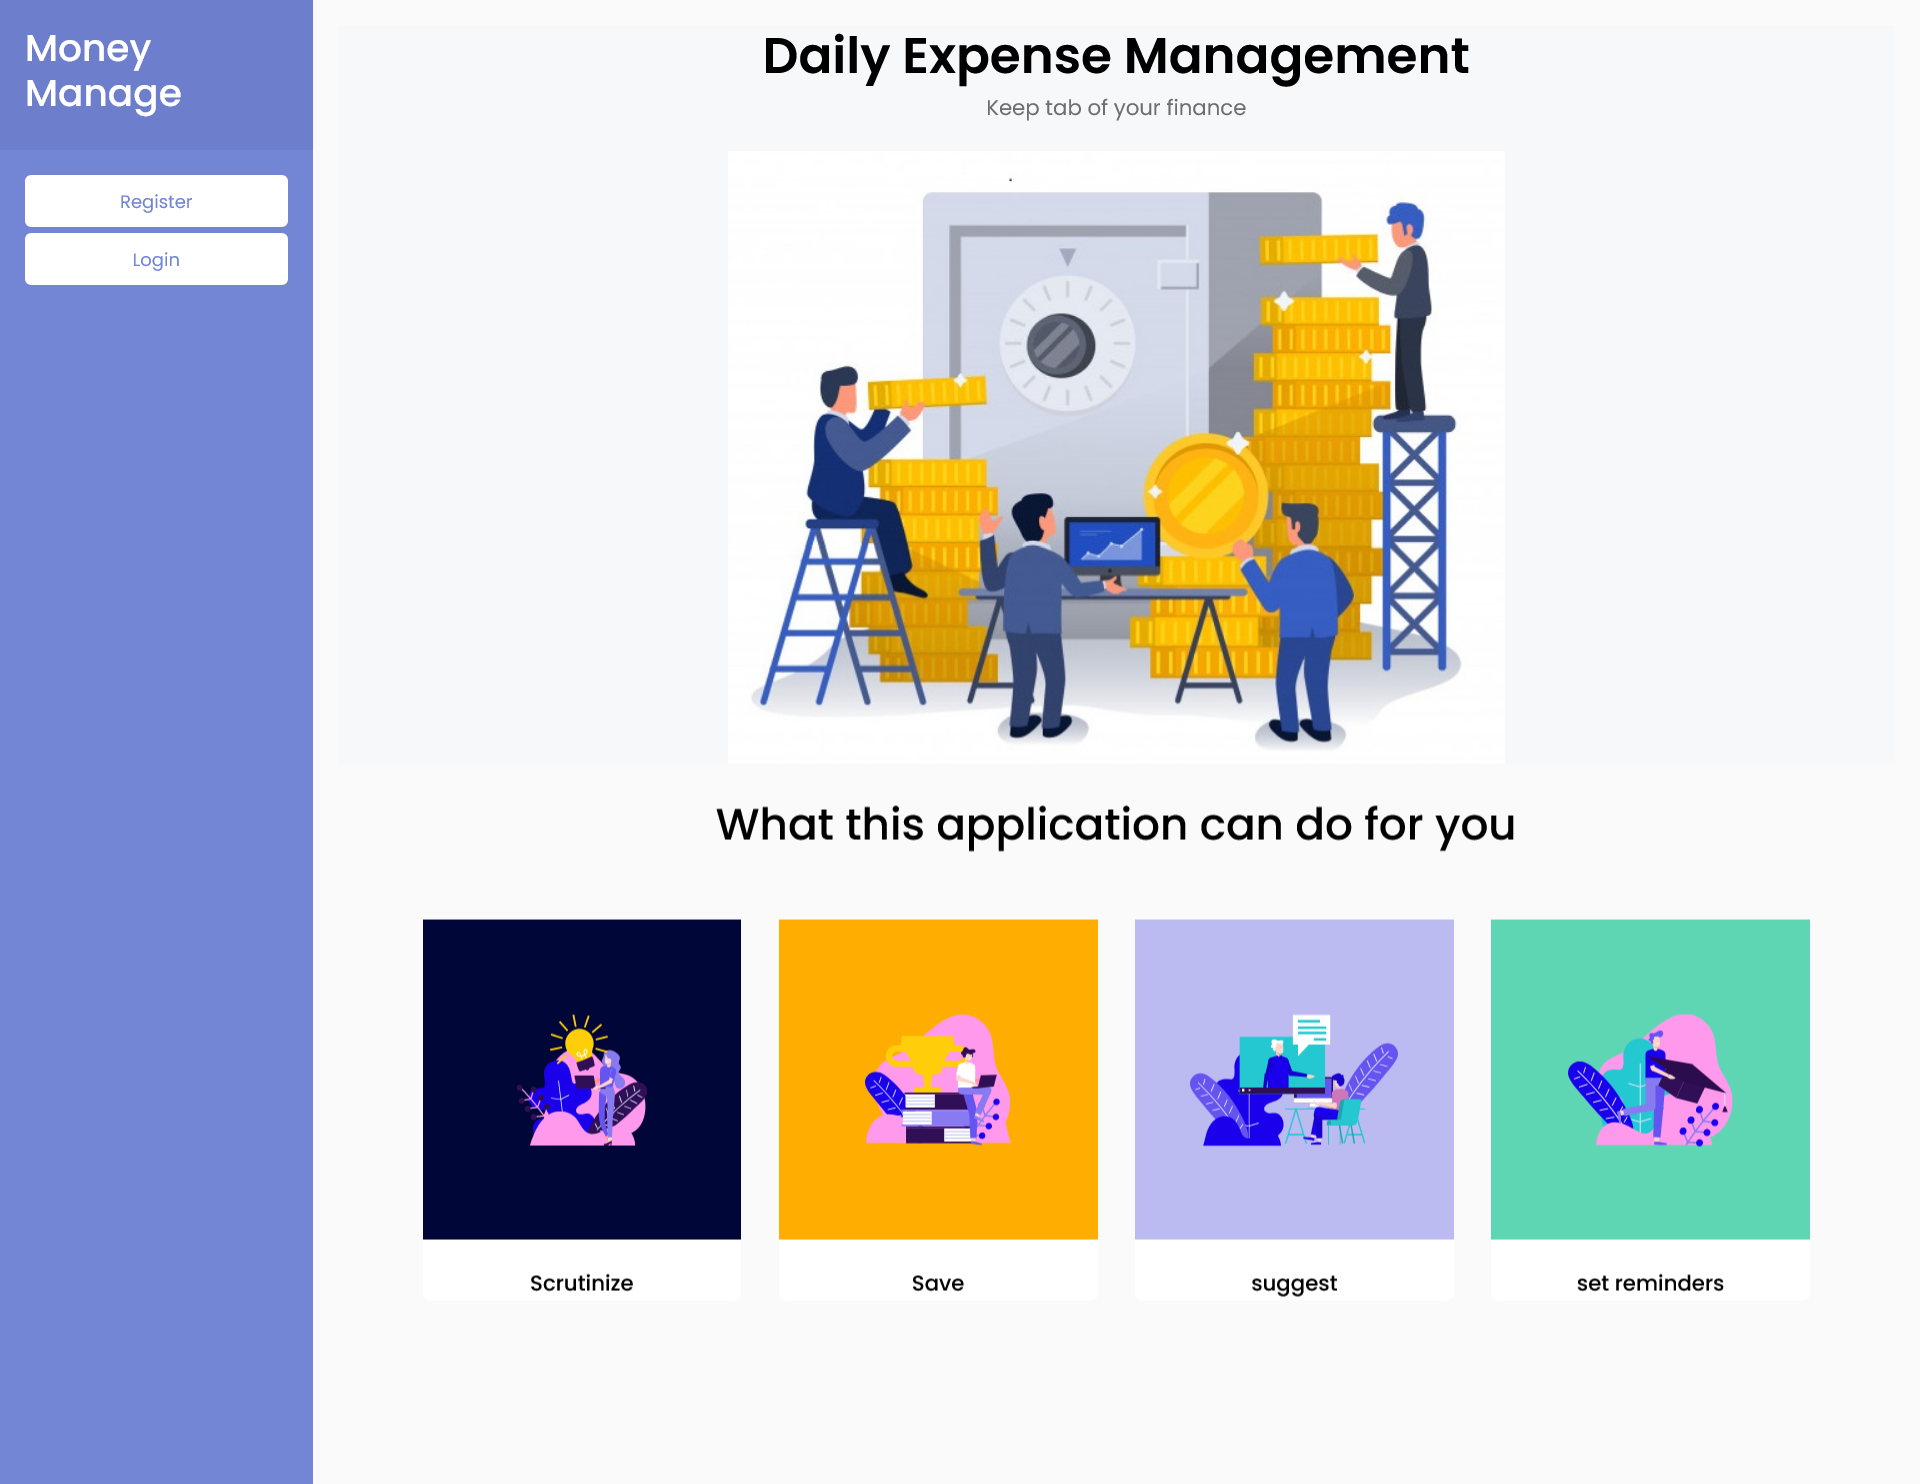 Money
Manage
Register
Login
Daily Expense Management
Keep tab of your finance
What this application can do for you
Scrutinize
Save
suggest
set reminders